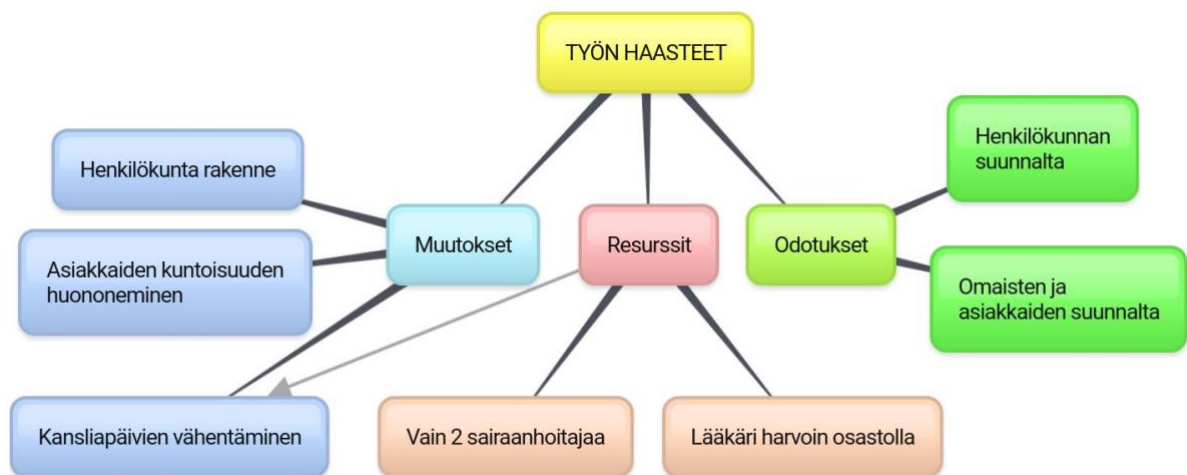 TYÖN HAASTEET
Henkilökunta rakenne
Asiakkaiden kuntoisuuden
huononeminen
Kansliapäivien vähentäminen
Muutokset
Resurssit
Vain 2 sairaanhoitajaa
Lääkäri harvoin osastolla
Odotukset
Henkilökunnan
suunnalta
Omaisten ja
asiakkaiden suunnalta